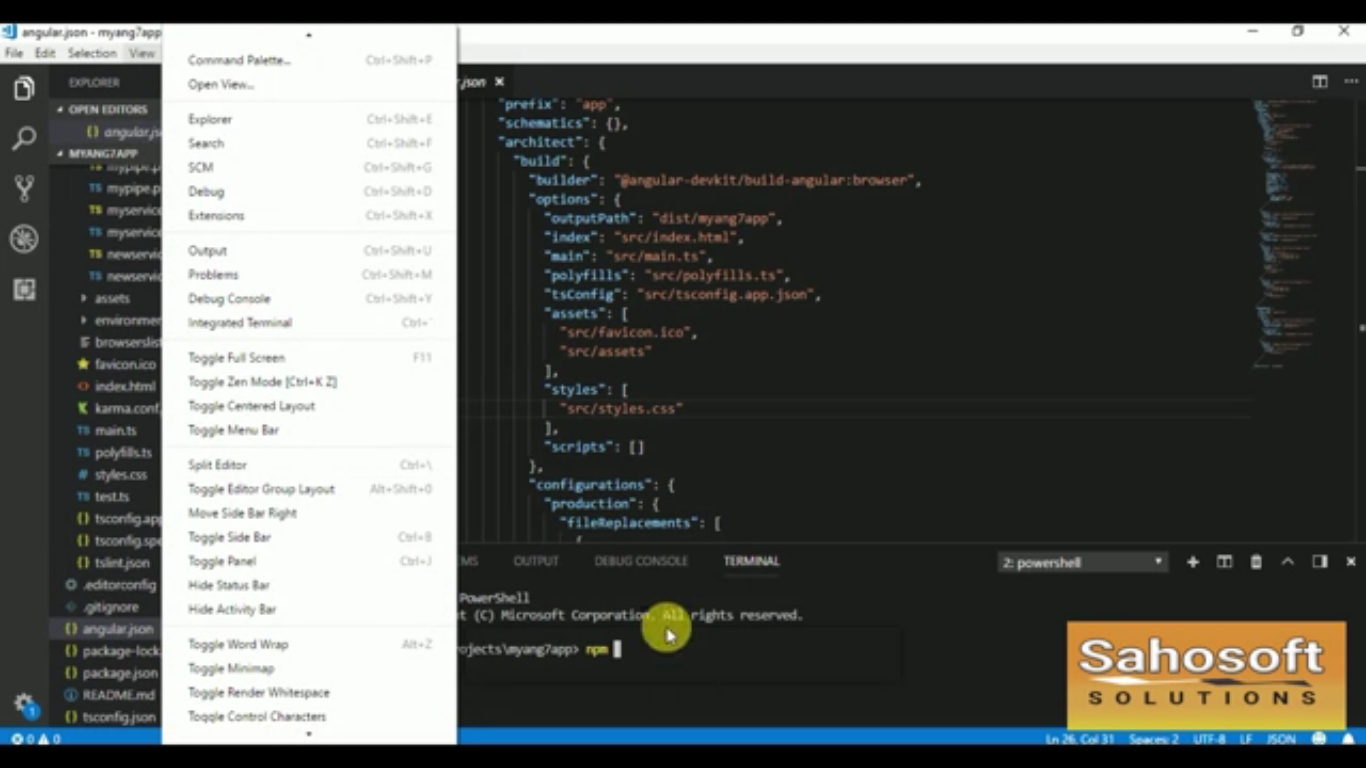 angular.json - myang7app
File Edit Selection View
EXPLORER
OPEN EDITORS
{} angular.js
MYANG7APP
mypipe.p
TS mypipe.p
TS myservice
TS myservice
TS newservic
TS newservic
assets
environmen
browserslist
favicon.ico
index.html
karma.conf.
TS main.ts
TS polyfills.ts
styles.css
TS test.ts
{} tsconfig.app
{} tsconfig.spe
{} tslint.json
.editorconfig
.gitignore
{} angular.json
{} package-lock.
{} package.json
README.md
{} tsconfig.json
1
0 0
Command Palette... Ctrl+Shift+P
Open View...
Explorer Ctrl+Shift+E
Search Ctrl+Shift+F
SCM Ctrl+Shift+G
Debug Ctrl+Shift+D
Extensions Ctrl+Shift+X
Output Ctrl+Shift+U
Problems Ctrl+Shift+M
Debug Console Ctrl+Shift+Y
Integrated Terminal Ctrl+`
Toggle Full Screen F11
Toggle Zen Mode [Ctrl+K Z]
Toggle Centered Layout
Toggle Menu Bar
Split Editor Ctrl+\
Toggle Editor Group Layout Alt+Shift+0
Move Side Bar Right
Toggle Side Bar Ctrl+B
Toggle Panel Ctrl+J
Hide Status Bar
Hide Activity Bar
Toggle Word Wrap Alt+Z
Toggle Minimap
Toggle Render Whitespace
Toggle Control Characters
r.json
"prefix": "app",
"schematics": {},
"architect": {
"build": {
"builder": "@angular-devkit/build-angular:browser",
"options": {
"outputPath": "dist/myang7app",
"index": "src/index.html",
"main": "src/main.ts",
"polyfills": "src/polyfills.ts",
"tsConfig": "src/tsconfig.app.json",
"assets": [
"src/favicon.ico",
"src/assets"
],
"styles": [
"src/styles.css"
],
"scripts": []
},
"configurations": {
"production": {
"fileReplacements": [
{
MS OUTPUT DEBUG CONSOLE TERMINAL 2: powershell
PowerShell
t (C) Microsoft Corporation. All rights reserved.
ojects\myang7app> npm
Sahosoft
SOLUTIONS
Ln 26, Col 31 Spaces: 2 UTF-8 LF JSON